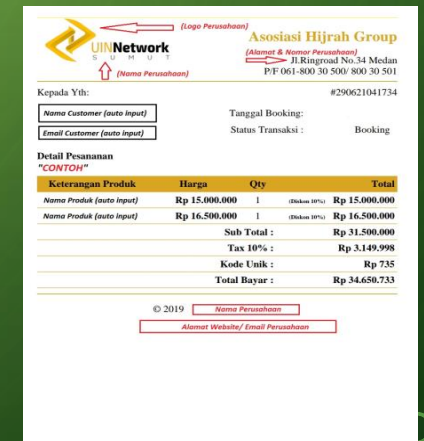 (Logo Perusahaan)
Asosiasi Hijrah Group
UINNetwork
S U M U T
(Alamat & Nomor Perusahaan)
Jl.Ringroad No.34 Medan
P/F 061-800 30 500/ 800 30 501
(Nama Perusahaan)
Kepada Yth:
#290621041734
Nama Customer (auto input)
Tanggal Booking:
Email Customer (auto input)
Status Transaksi : Booking
Detail Pesananan
"CONTOH"
Keterangan Produk Harga Qty Total
Nama Produk (auto input) Rp 15.000.000 1 (Diskon 10%) Rp 15.000.000
Nama Produk (auto input) Rp 16.500.000 1 (Diskon 10%) Rp 16.500.000
Sub Total : Rp 31.500.000
Tax 10% : Rp 3.149.998
Kode Unik : Rp 735
Total Bayar : Rp 34.650.733
© 2019 Nama Perusahaan
Alamat Website/ Email Perusahaan